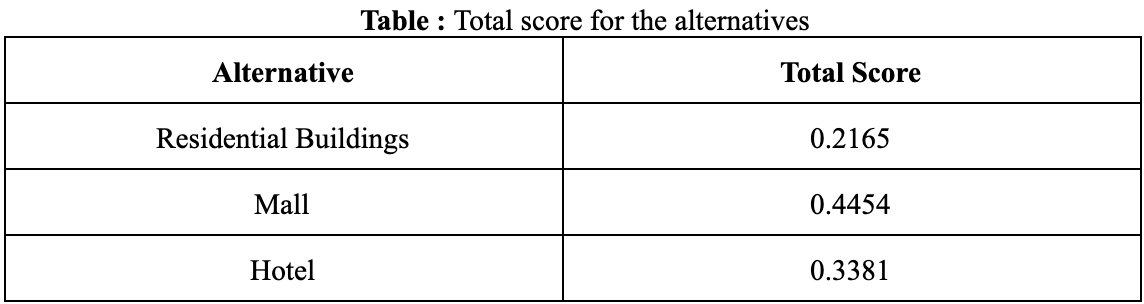 Table : Total score for the alternatives
Alternative Total Score
Residential Buildings 0.2165
Mall 0.4454
Hotel 0.3381